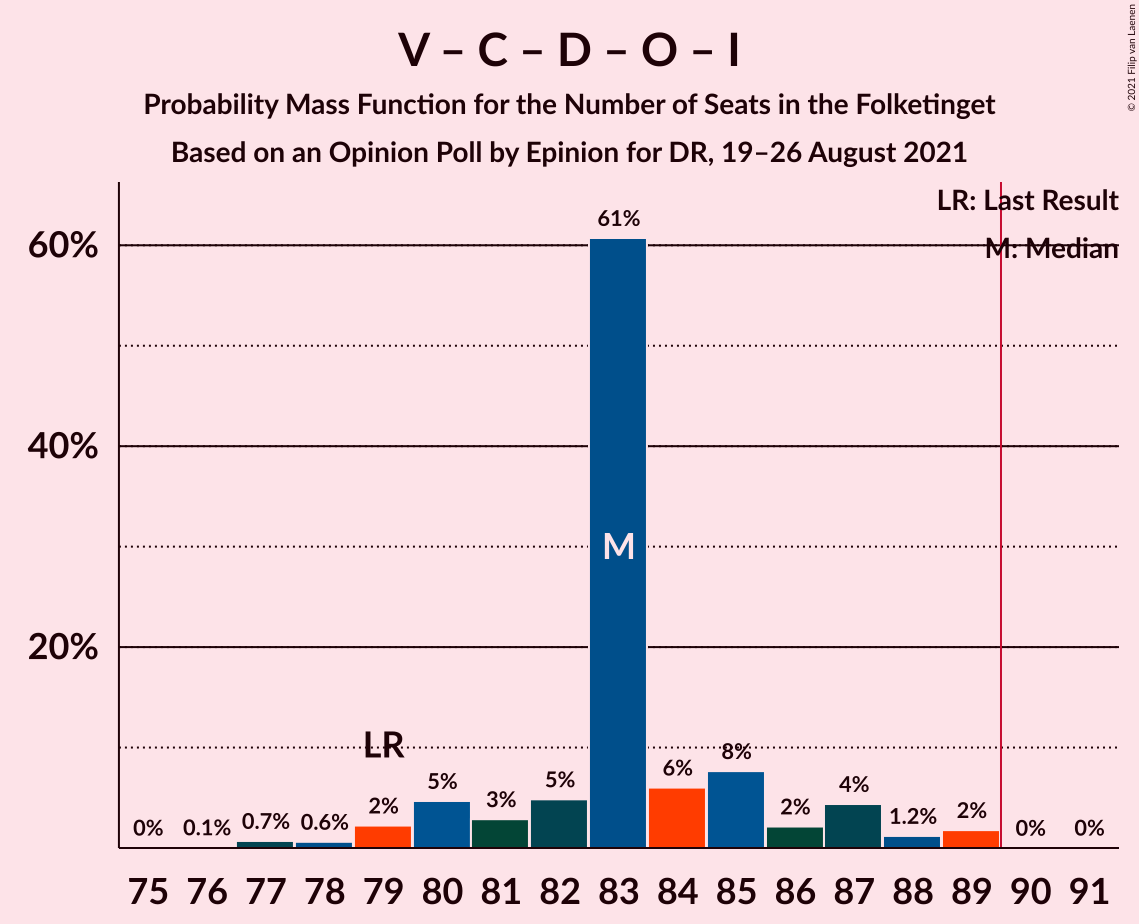 V – C – D – O – I
Probability Mass Function for the Number of Seats in the Folketinget
Based on an Opinion Poll by Epinion for DR, 19–26 August 2021
© 2021 Filip van Laenen
LR: Last Result
M: Median
60%
40%
20%
0%
0.1%
0.7%
0.6%
2%
LR
5%
3%
5%
61%
M
6%
8%
2%
4%
1.2%
2%
0%
0%
75 76 77 78 79 80 81 82 83 84 85 86 87 88 89 90 91